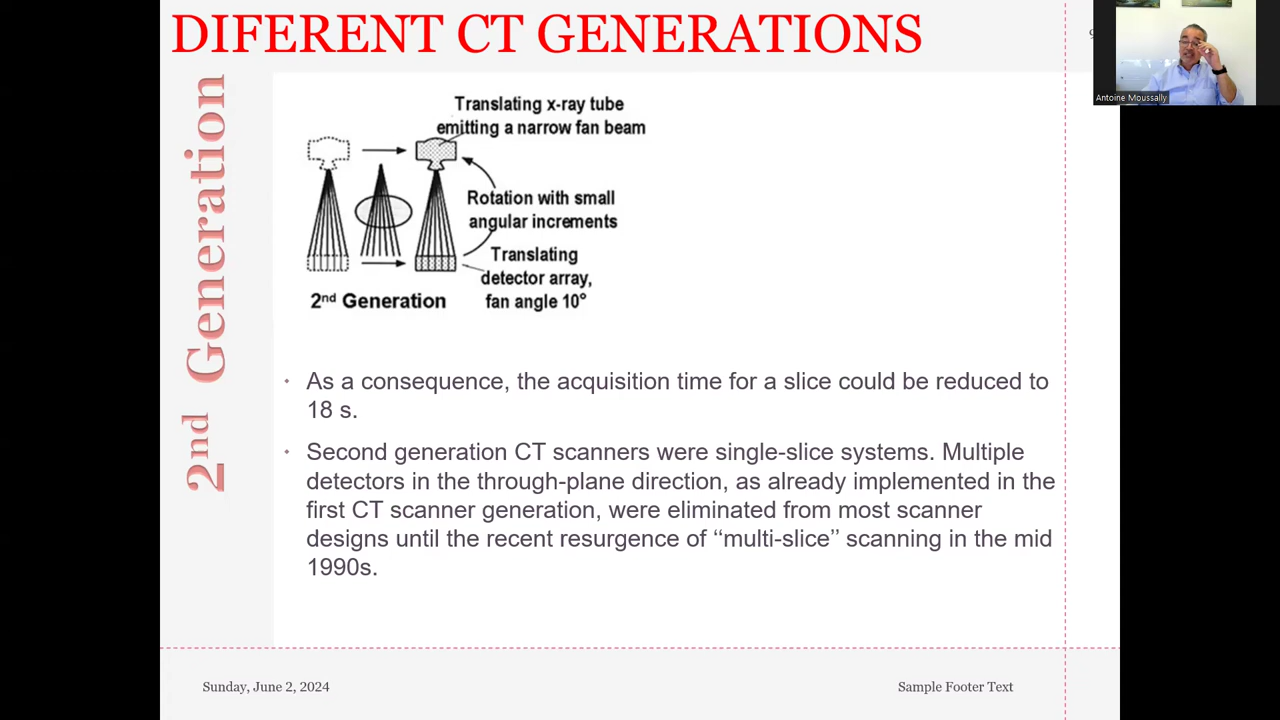 DIFERENT CT GENERATIONS
9
Antoine Moussally
2nd Generation
Translating x-ray tube
emitting a narrow fan beam
Rotation with small
angular increments
Translating
detector array,
fan angle 10°
2nd Generation
• As a consequence, the acquisition time for a slice could be reduced to
18 s.
• Second generation CT scanners were single-slice systems. Multiple
detectors in the through-plane direction, as already implemented in the
first CT scanner generation, were eliminated from most scanner
designs until the recent resurgence of ‘‘multi-slice’’ scanning in the mid
1990s.
Sunday, June 2, 2024
Sample Footer Text